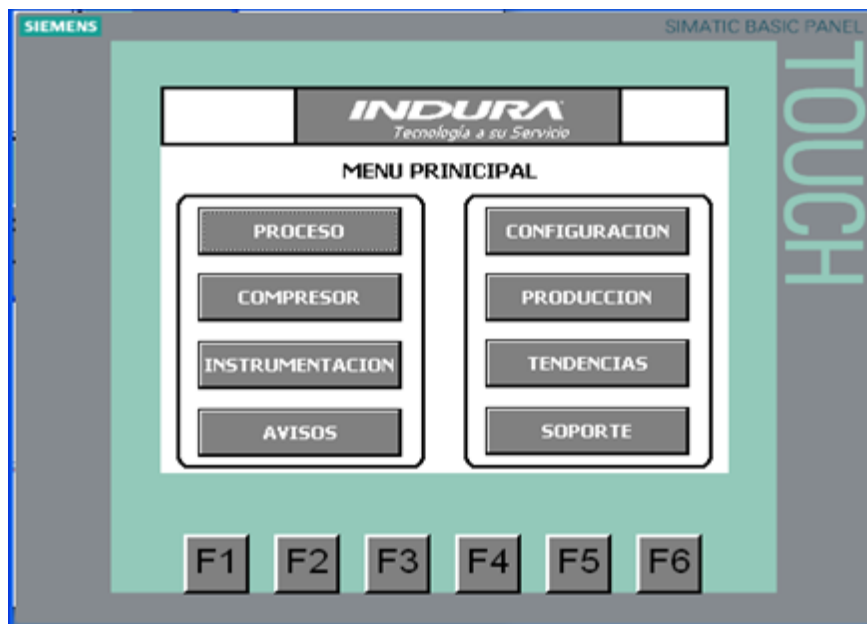 SIEMENS
SIMATIC BASIC PANEL
TOUCH
INDURA
Tecnología a su Servicio
MENU PRINICIPAL
PROCESO
COMPRESOR
INSTRUMENTACION
AVISOS
CONFIGURACION
PRODUCCION
TENDENCIAS
SOPORTE
F1 F2 F3 F4 F5 F6